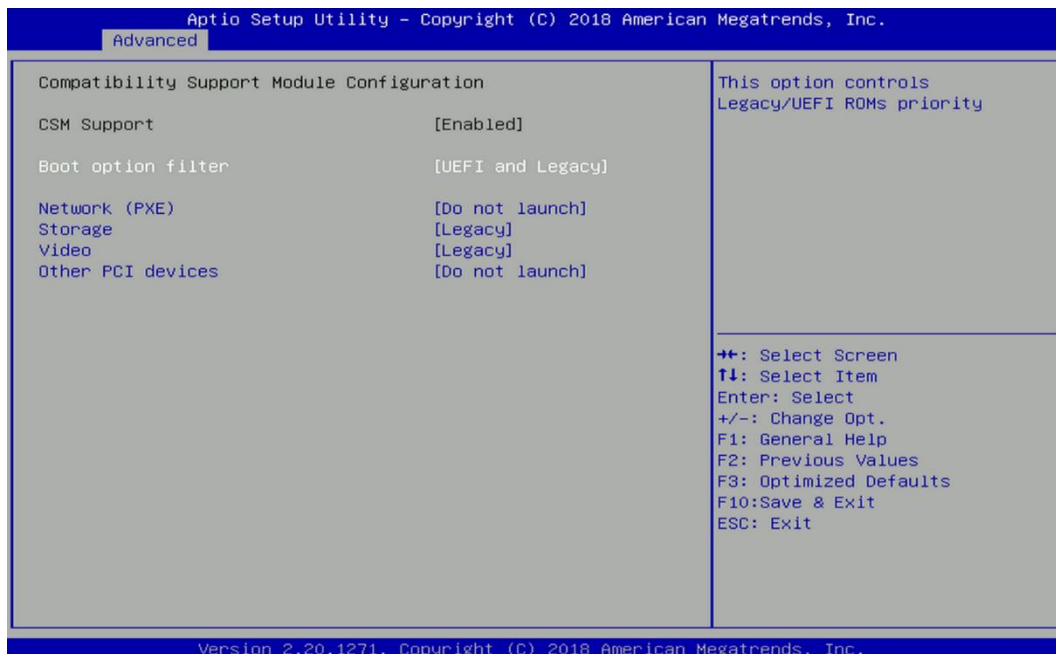 Aptio Setup Utility – Copyright (C) 2018 American Megatrends, Inc.
Advanced
Compatibility Support Module Configuration
CSM Support [Enabled]
Boot option filter [UEFI and Legacy]
Network (PXE) [Do not launch]
Storage [Legacy]
Video [Legacy]
Other PCI devices [Do not launch]
This option controls
Legacy/UEFI ROMs priority
→←: Select Screen
↑↓: Select Item
Enter: Select
+/-: Change Opt.
F1: General Help
F2: Previous Values
F3: Optimized Defaults
F10:Save & Exit
ESC: Exit
Version 2.20.1271. Copyright (C) 2018 American Megatrends, Inc.